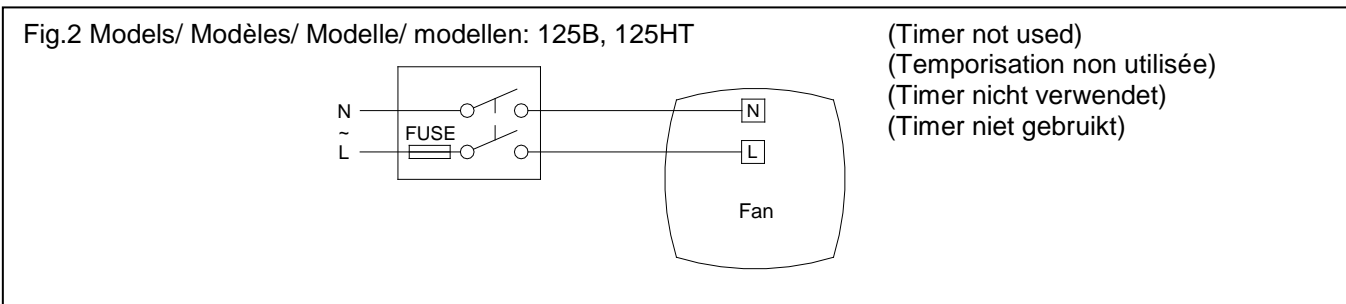 Fig.2 Models/ Modèles/ Modelle/ modellen: 125B, 125HT
(Timer not used)
(Temporisation non utilisée)
(Timer nicht verwendet)
(Timer niet gebruikt)
N
~
L
FUSE
N
L
Fan